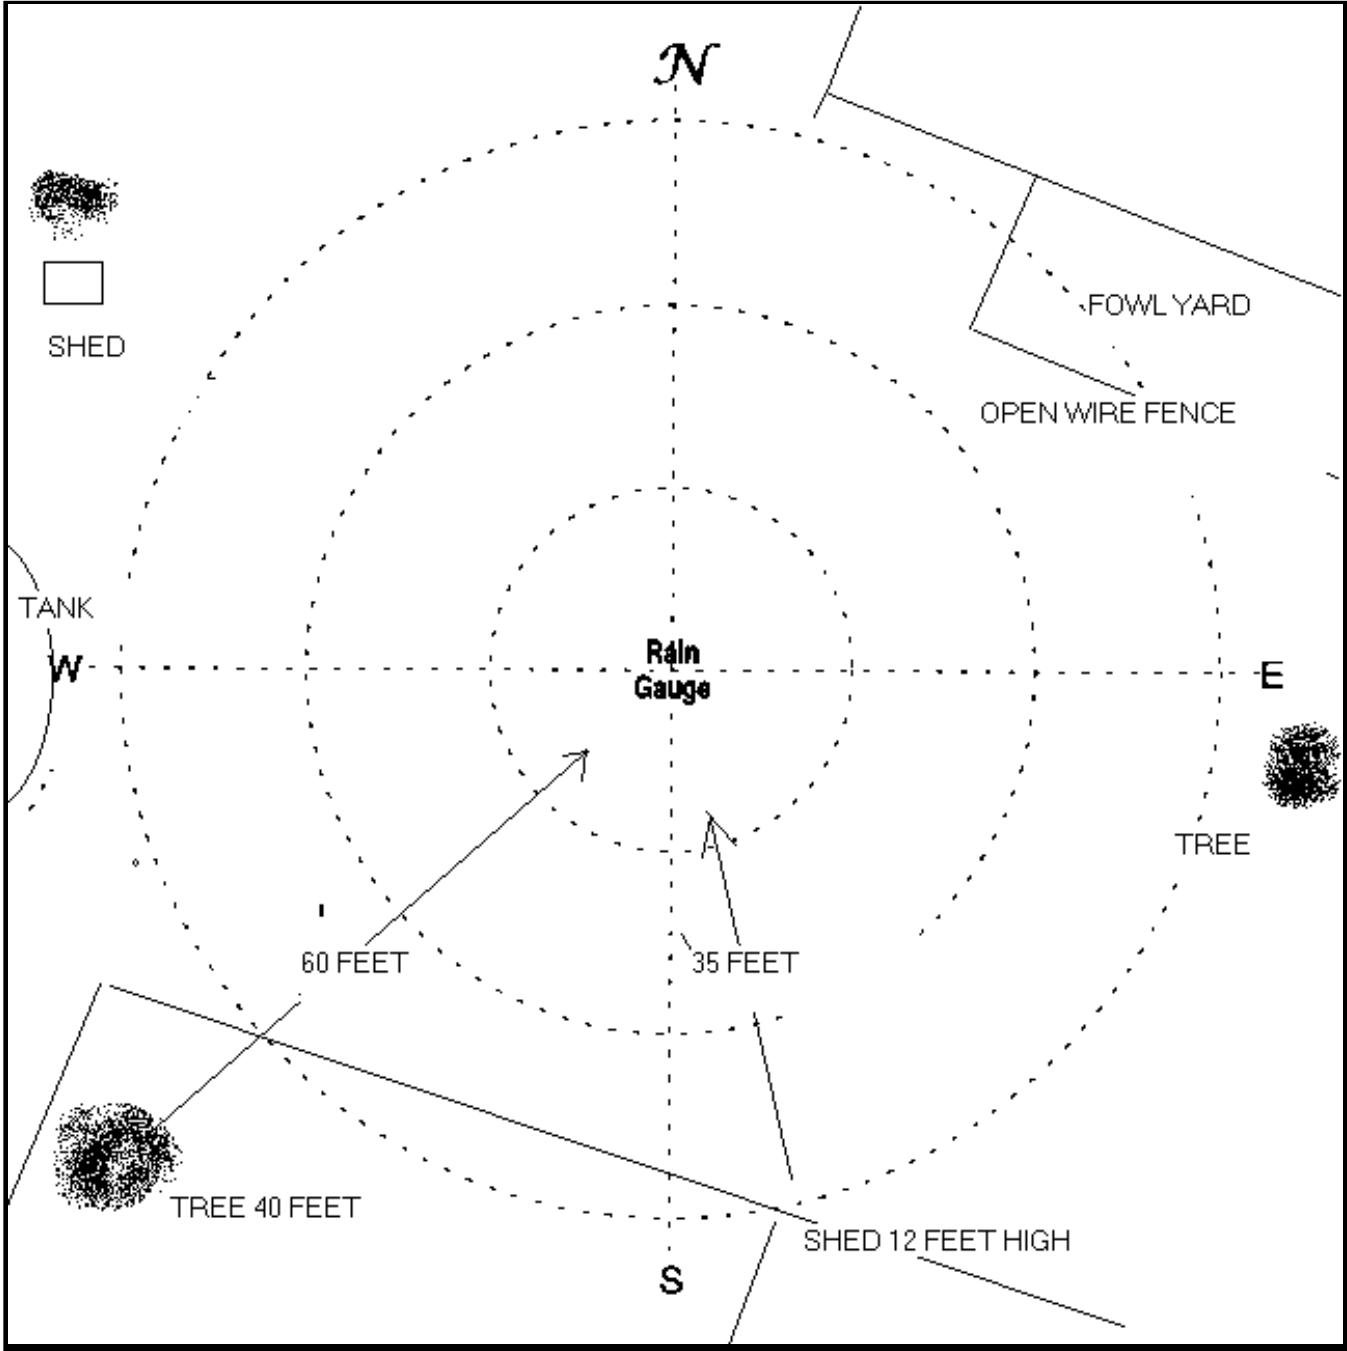 N
SHED
FOWL YARD
OPEN WIRE FENCE
TANK
W
Rain
Gauge
E
TREE
60 FEET
35 FEET
TREE 40 FEET
SHED 12 FEET HIGH
S